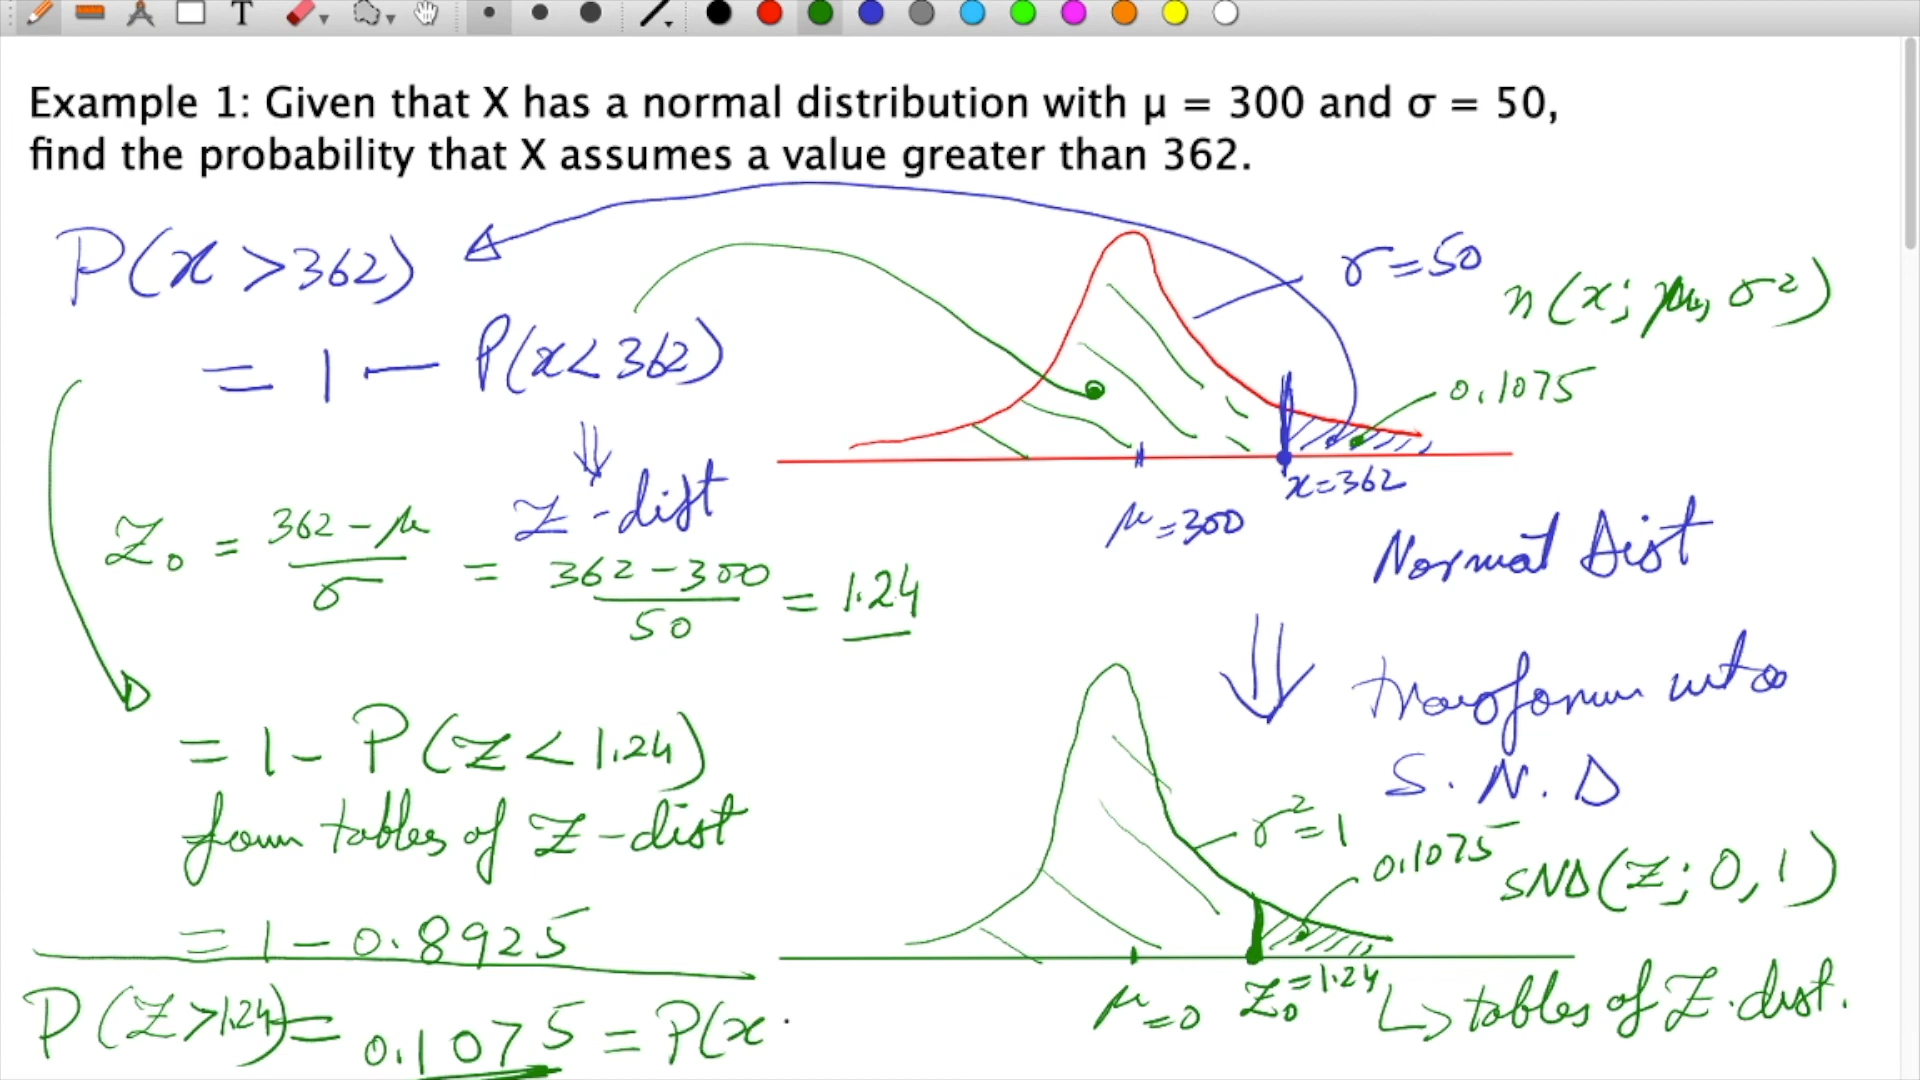 T
Example 1: Given that X has a normal distribution with μ = 300 and σ = 50,
find the probability that X assumes a value greater than 362.
P(x > 362)
= 1 − P(x < 362)
z - dist
Z₀ = (362 − μ)/σ = (362 − 300)/50 = 1.24
= 1 − P(Z < 1.24)
from tables of Z-dist
= 1 − 0.8925
P(Z > 1.24) = 0.1075 = P(x
σ = 50
n(x; μ, σ²)
0.1075
x = 362
μ = 300
Normal Dist
Transform into
S. N. D
σ² = 1
0.1075
SND(Z; 0, 1)
μ = 0
Z₀ = 1.24
↳ tables of Z. dist.